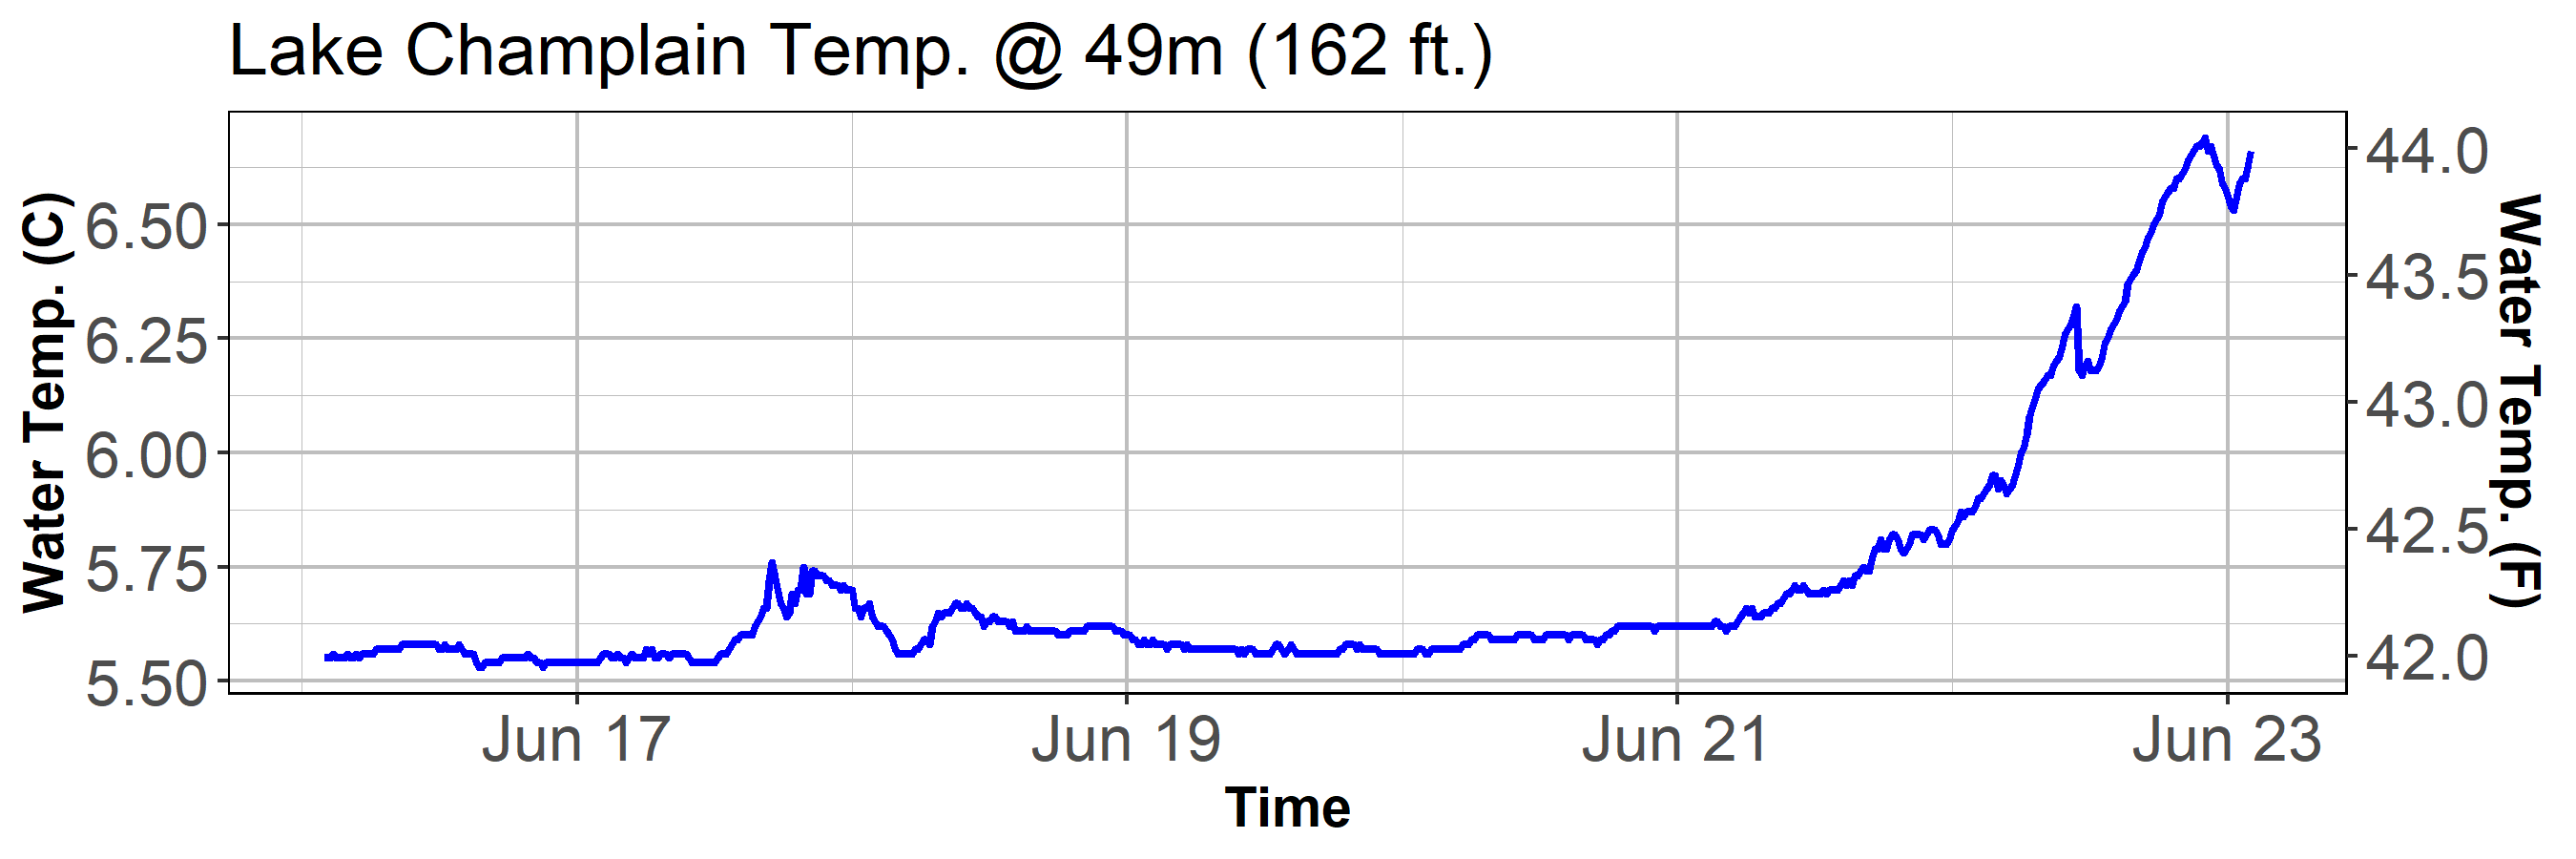 Lake Champlain Temp. @ 49m (162 ft.)
Water Temp. (C)
6.50
6.25
6.00
5.75
5.50
44.0
43.5
43.0
42.5
42.0
Water Temp. (F)
Jun 17 Jun 19 Jun 21 Jun 23
Time